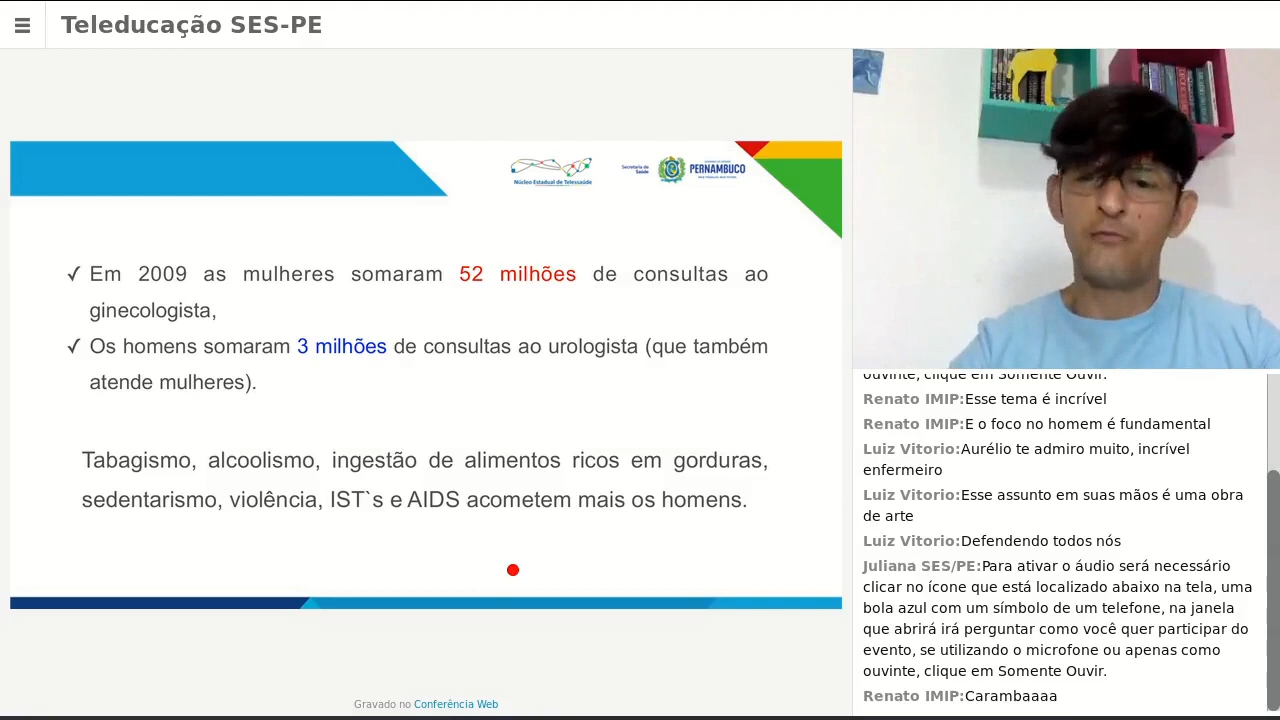 Teleducação SES-PE
Núcleo Estadual de Telessaúde
Secretaria de
Saúde
PERNAMBUCO
✓ Em 2009 as mulheres somaram 52 milhões de consultas ao
ginecologista,
✓ Os homens somaram 3 milhões de consultas ao urologista (que também
atende mulheres).
Tabagismo, alcoolismo, ingestão de alimentos ricos em gorduras,
sedentarismo, violência, IST`s e AIDS acometem mais os homens.
Gravado no Conferência Web
ouvinte, clique em Somente Ouvir.
Renato IMIP:Esse tema é incrível
Renato IMIP:E o foco no homem é fundamental
Luiz Vitorio:Aurélio te admiro muito, incrível
enfermeiro
Luiz Vitorio:Esse assunto em suas mãos é uma obra
de arte
Luiz Vitorio:Defendendo todos nós
Juliana SES/PE:Para ativar o áudio será necessário
clicar no ícone que está localizado abaixo na tela, uma
bola azul com um símbolo de um telefone, na janela
que abrirá irá perguntar como você quer participar do
evento, se utilizando o microfone ou apenas como
ouvinte, clique em Somente Ouvir.
Renato IMIP:Carambaaaa